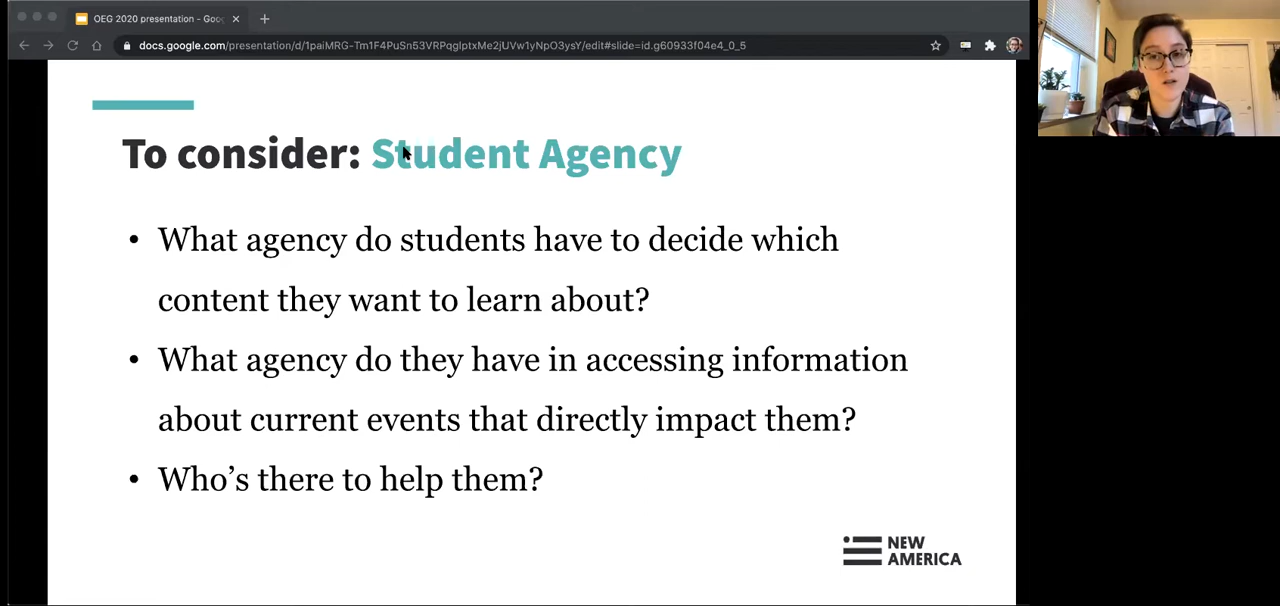 OEG 2020 presentation - Goo
docs.google.com/presentation/d/1paiMRG-Tm1F4PuSn53VRPqglptxMe2jUVw1yNpO3ysY/edit#slide=id.g60933f04e4_0_5
To consider: Student Agency
• What agency do students have to decide which
content they want to learn about?
• What agency do they have in accessing information
about current events that directly impact them?
• Who’s there to help them?
NEW
AMERICA